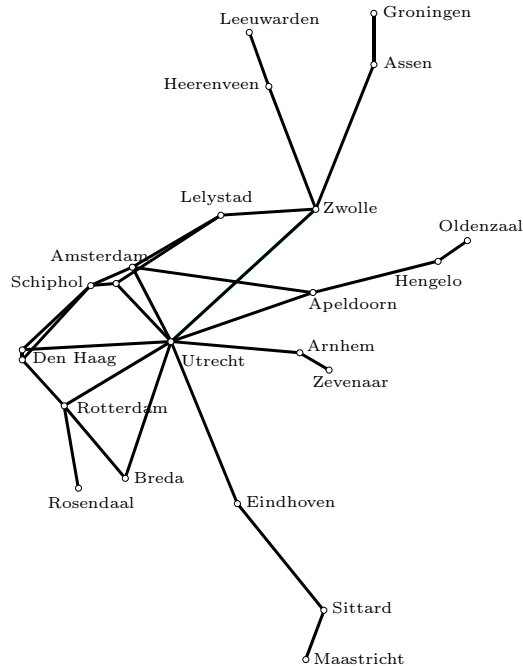 Groningen
Leeuwarden
Assen
Heerenveen
Lelystad
Zwolle
Oldenzaal
Amsterdam
Schiphol
Hengelo
Apeldoorn
Arnhem
Den Haag
Utrecht
Zevenaar
Rotterdam
Breda
Rosendaal
Eindhoven
Sittard
Maastricht